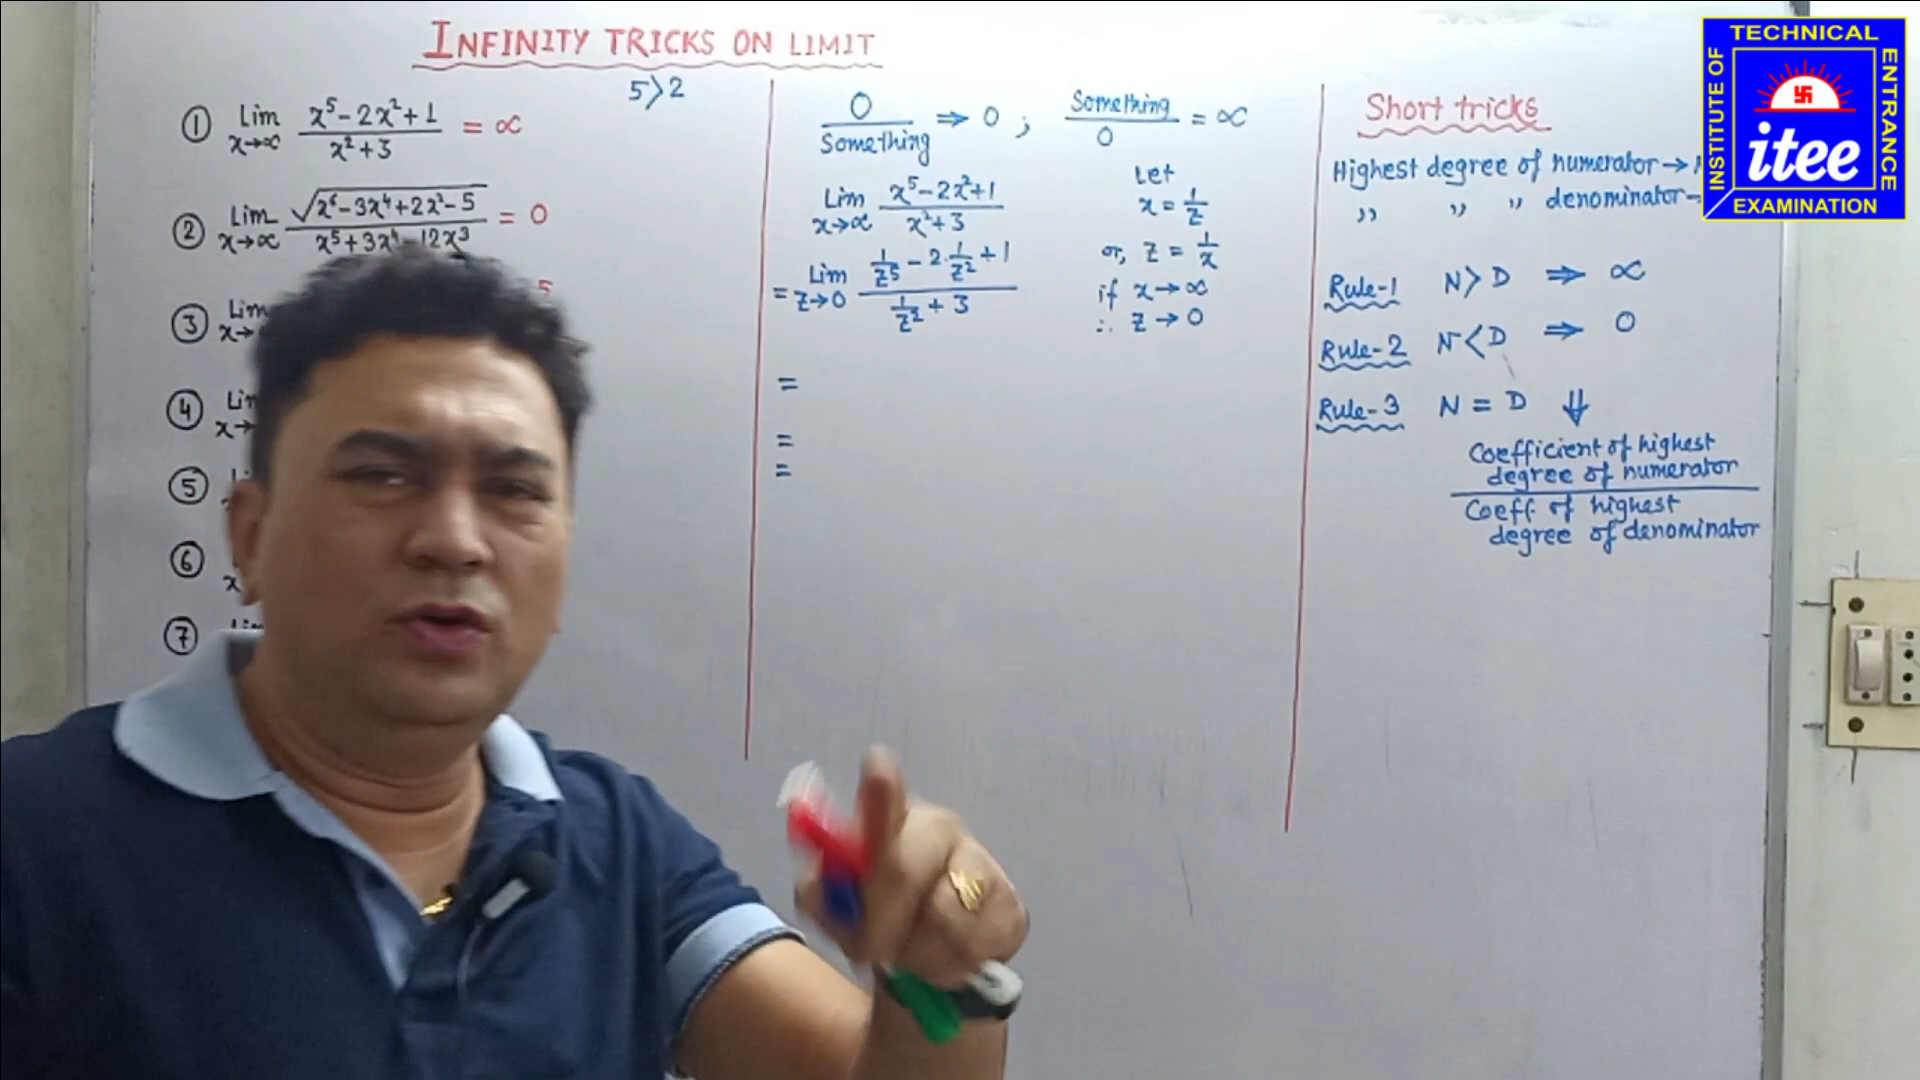 INFINITY TRICKS ON LIMIT
① Lim x→∝ x⁵-2x²+1 / x²+3 = ∝
5>2
② Lim x→∝ √x⁶-3x⁴+2x²-5 / x⁵+3x⁴-12x³ = 0
③ Lim x→
5
④
x→
⑤
⑥
x
⑦
0 / Something ⇒ 0 ; Something / 0 = ∝
Lim x→∝ x⁵-2x²+1 / x²+3
= Lim z→0 1/z⁵ - 2·1/z² + 1 / 1/z² + 3
=
=
=
Let
x = 1/z
or, z = 1/x
if x→∝
∴ z→0
Short tricks
Highest degree of numerator →
,, ,, ,, denominator
Rule-1 N>D ⇒ ∝
Rule-2 N<D ⇒ 0
Rule-3 N = D ⇓
Coefficient of highest
degree of numerator
Coeff. of highest
degree of denominator
INSTITUTE OF
TECHNICAL
ENTRANCE
EXAMINATION
itee